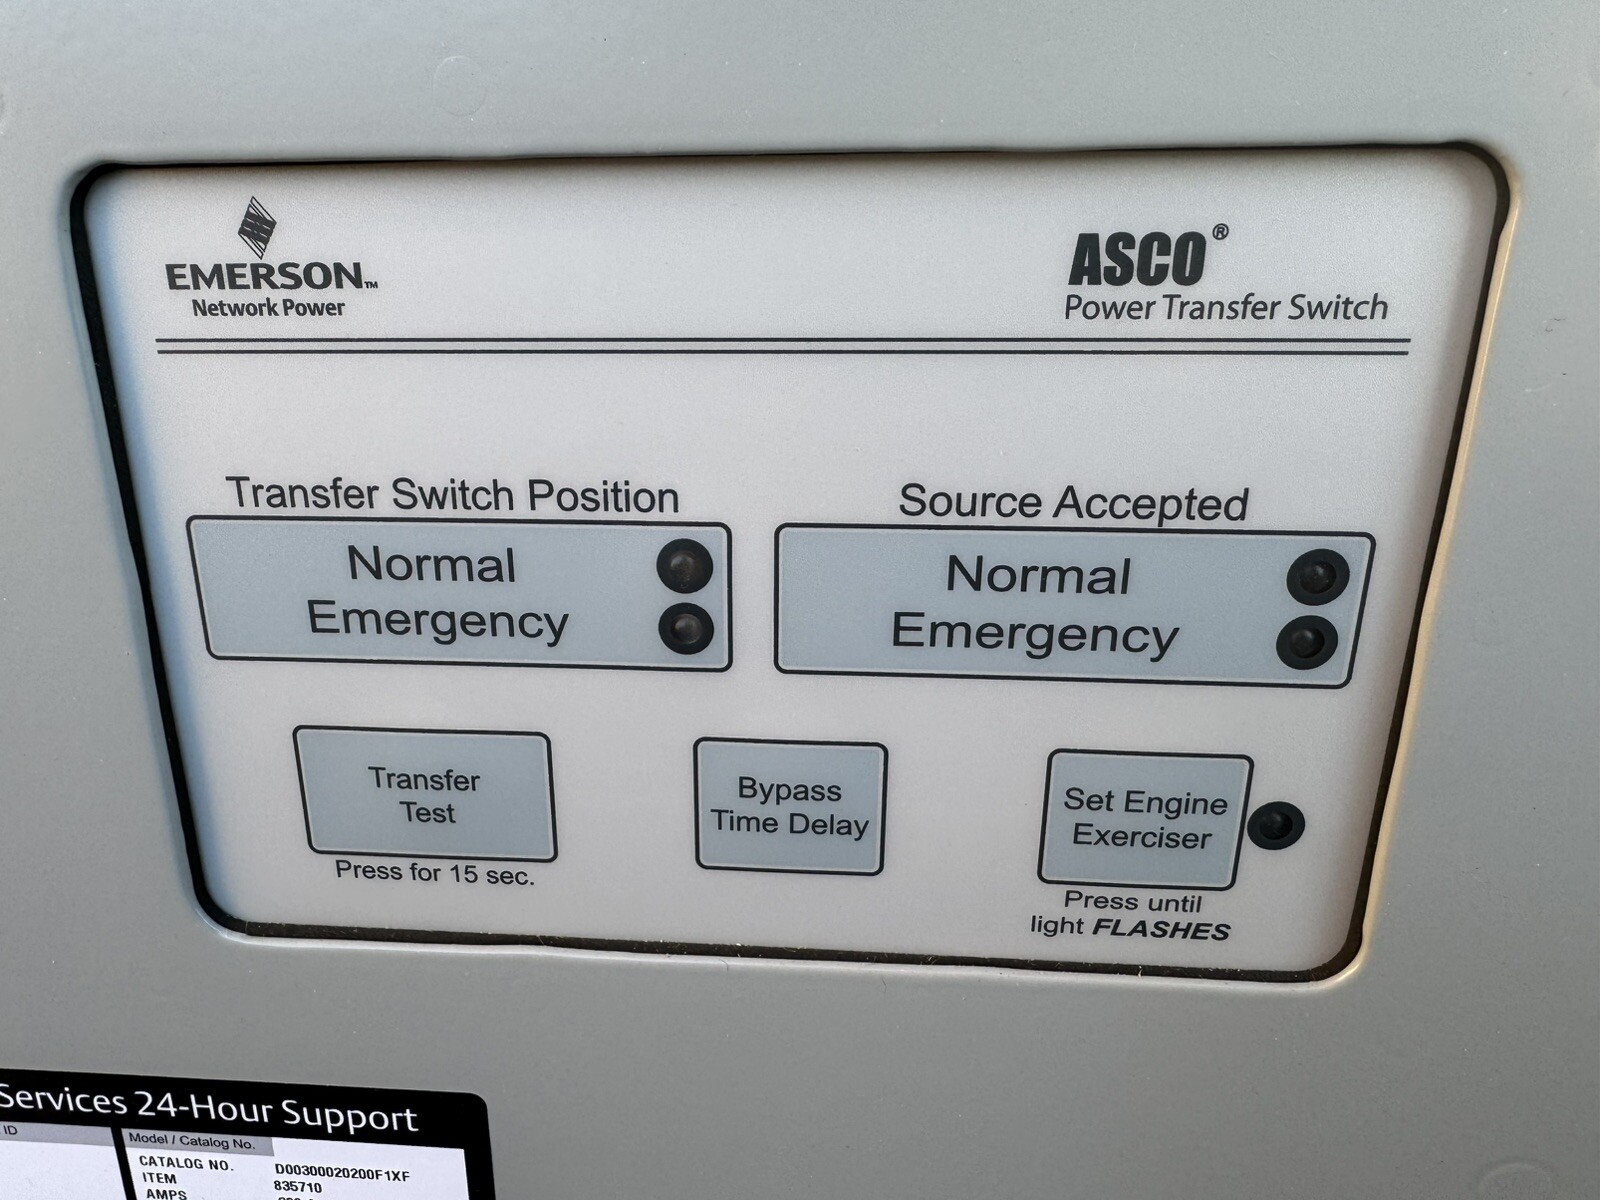 EMERSON™
Network Power
ASCO®
Power Transfer Switch
Transfer Switch Position
Normal
Emergency
Source Accepted
Normal
Emergency
Transfer
Test
Press for 15 sec.
Bypass
Time Delay
Set Engine
Exerciser
Press until
light FLASHES
Services 24-Hour Support
ID
Model / Catalog No.
CATALOG NO. D00300020200F1XF
ITEM 835710
AMPS